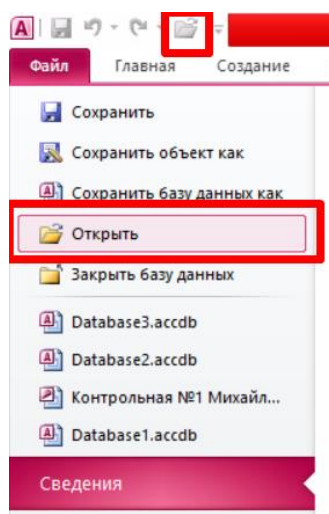 A
Файл Главная Создание
Сохранить
Сохранить объект как
Сохранить базу данных как
Открыть
Закрыть базу данных
Database3.accdb
Database2.accdb
Контрольная №1 Михайл...
Database1.accdb
Сведения